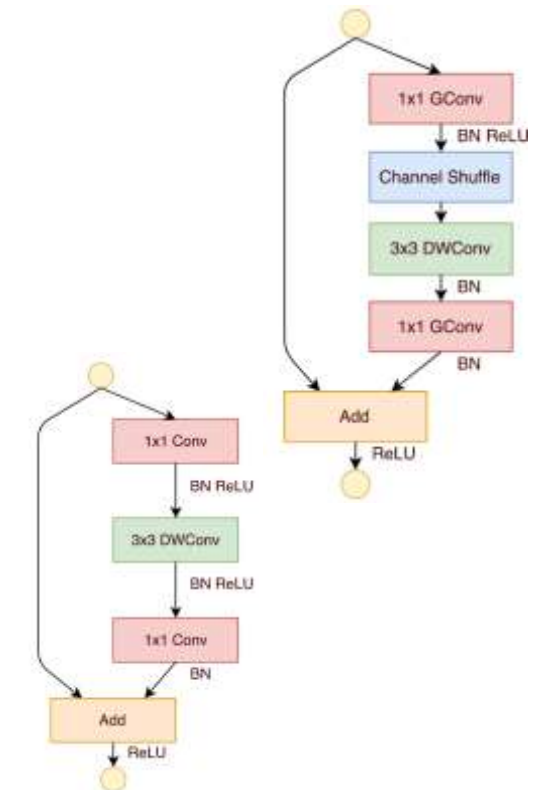 1x1 GConv
BN ReLU
Channel Shuffle
3x3 DWConv
BN
1x1 GConv
BN
Add
ReLU
1x1 Conv
BN ReLU
3x3 DWConv
BN ReLU
1x1 Conv
BN
Add
ReLU